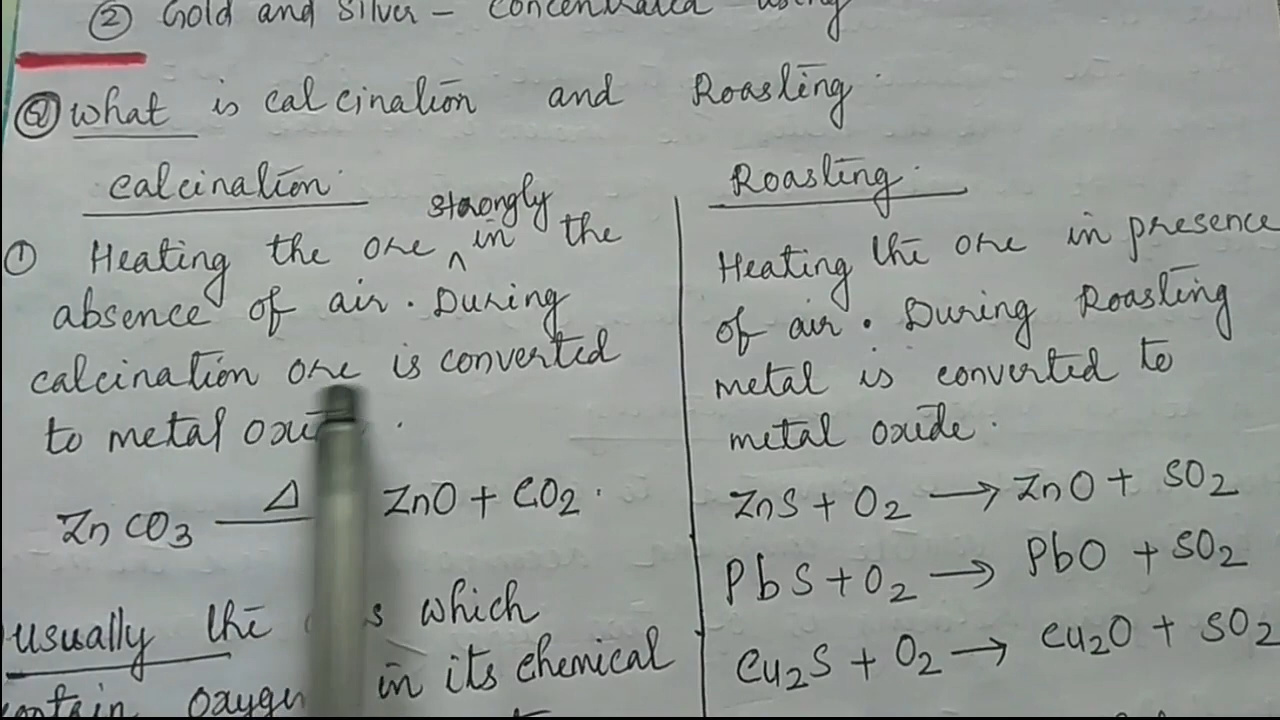 ② Gold and Silver - Concentrated using
Ⓠ What is calcination and Roasting.
Calcination.
① Heating the ore strongly in the
absence of air. During
calcination ore is converted
to metal
ZnCO3 Δ ZnO + CO2.
usually the which
contain in its chemical
Roasting.
Heating the ore in presence
of air. During Roasting
metal is converted to
metal oxide.
ZnS + O2 → ZnO + SO2
PbS + O2 → PbO + SO2
Cu2S + O2 → Cu2O + SO2